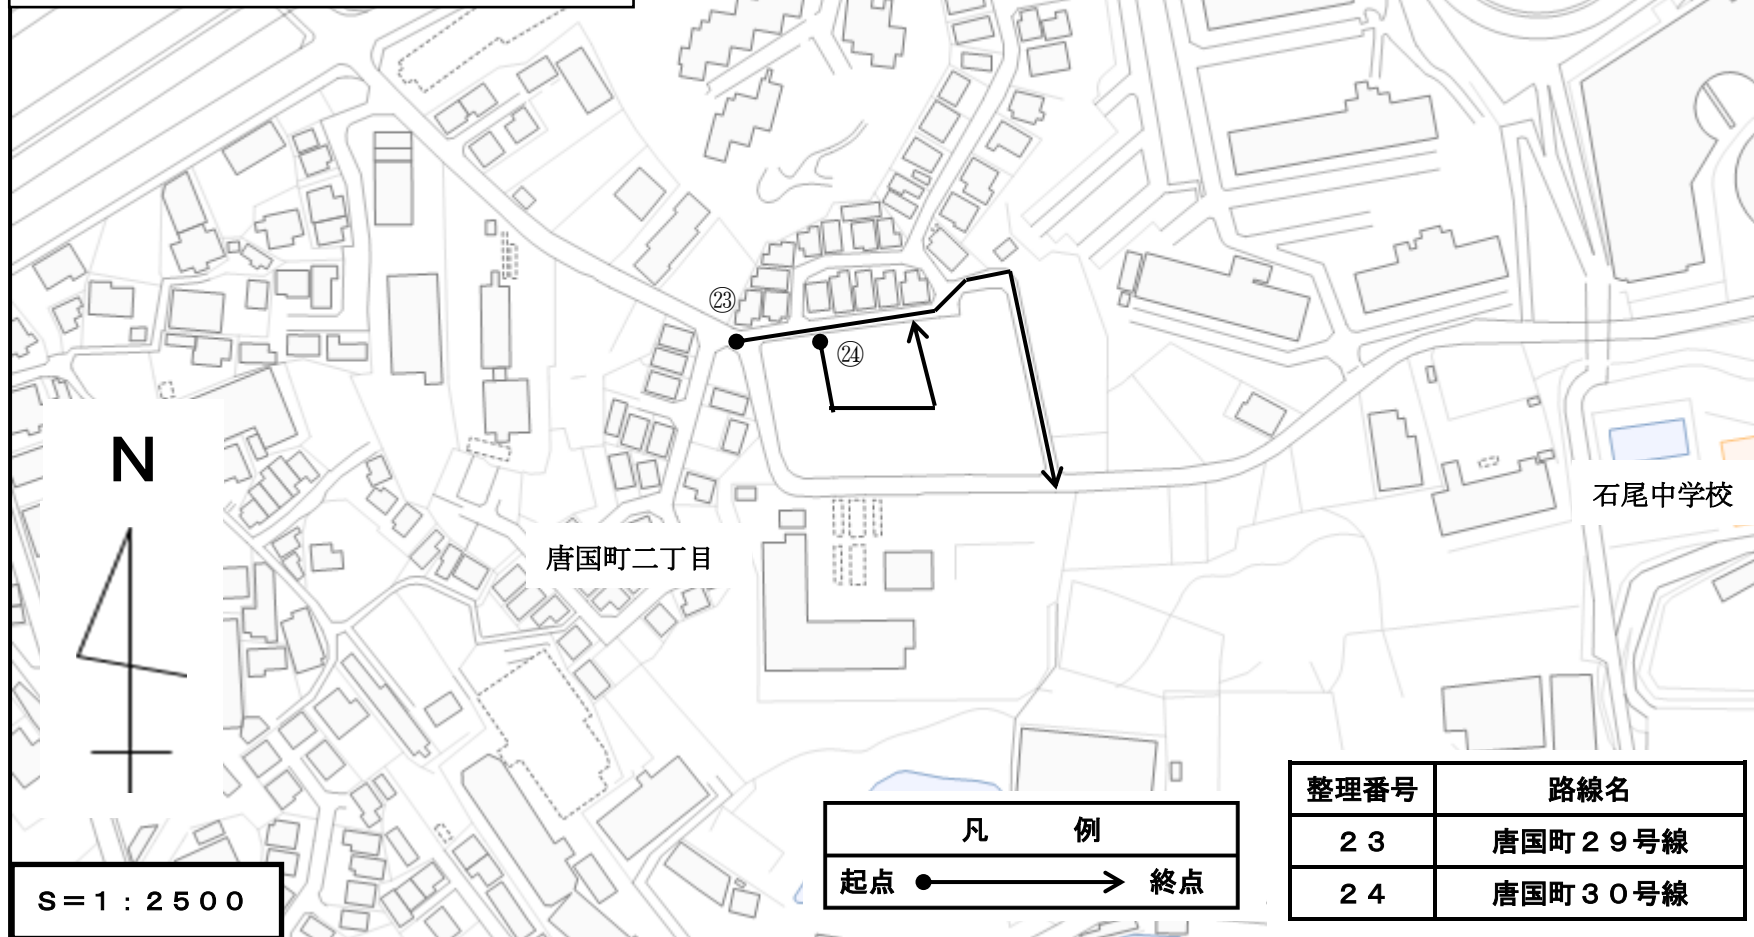 ㉓
㉔
N
石尾中学校
唐国町二丁目
整理番号 路線名
２３ 唐国町２９号線
２４ 唐国町３０号線
凡 例
起点 終点
Ｓ＝１：２５００